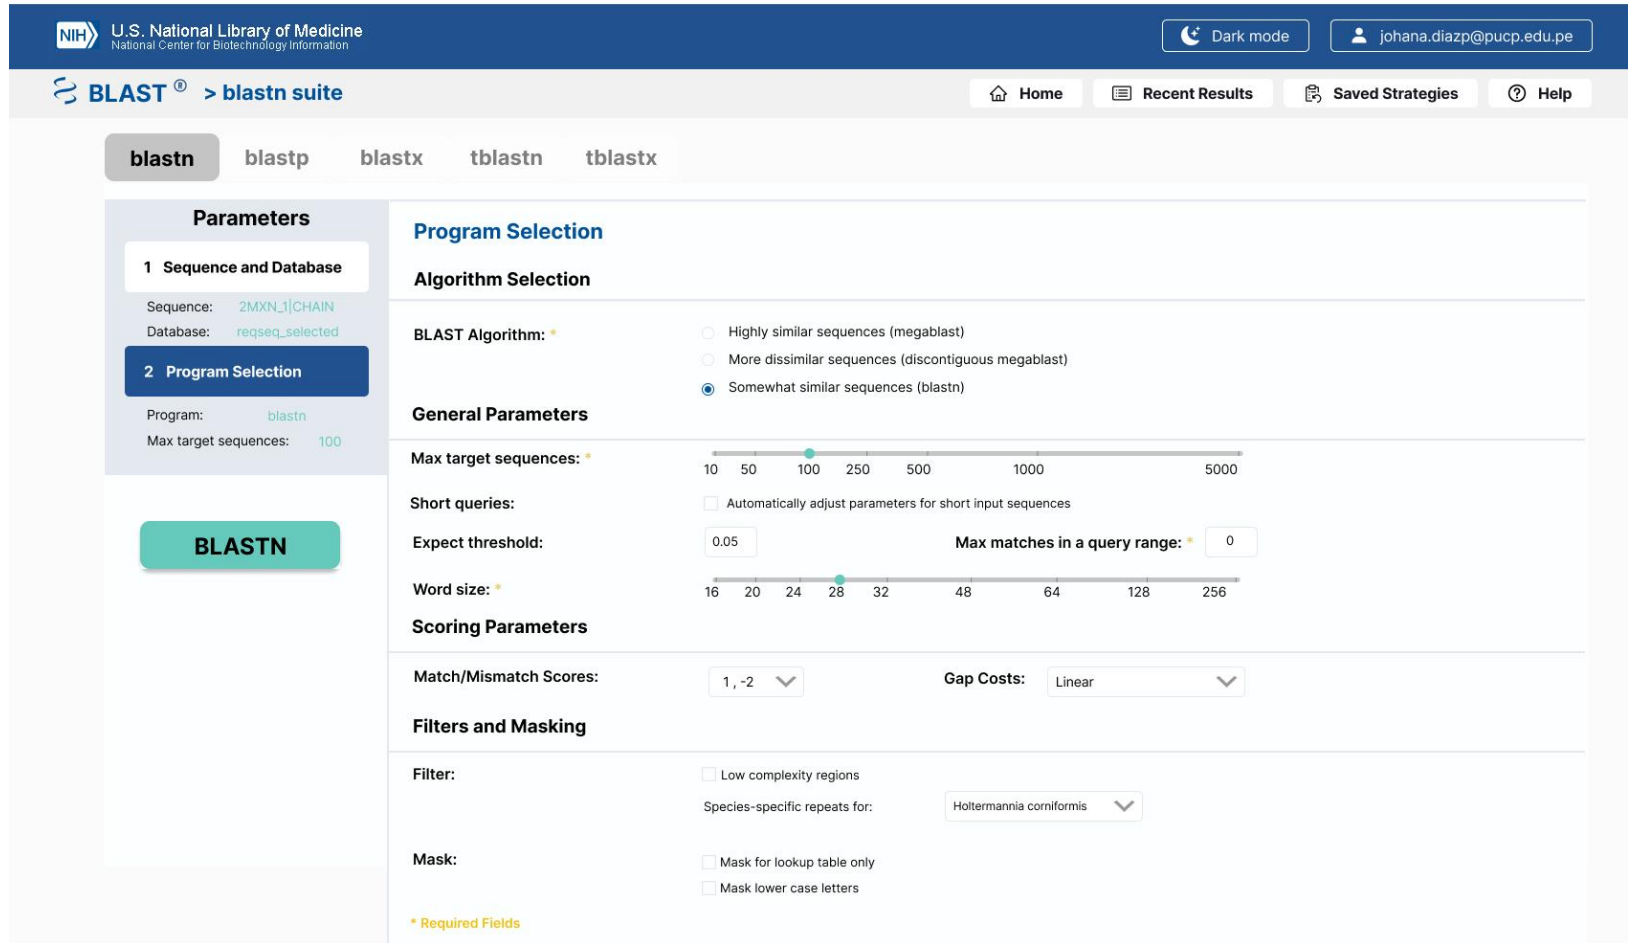 NIH U.S. National Library of Medicine
National Center for Biotechnology Information
Dark mode
johana.diazp@pucp.edu.pe
BLAST ® > blastn suite
Home Recent Results Saved Strategies Help
blastn blastp blastx tblastn tblastx
Parameters
1 Sequence and Database
Sequence: 2MXN_1|CHAIN
Database: reqseq_selected
2 Program Selection
Program: blastn
Max target sequences: 100
BLASTN
Program Selection
Algorithm Selection
BLAST Algorithm: *
Highly similar sequences (megablast)
More dissimilar sequences (discontiguous megablast)
Somewhat similar sequences (blastn)
General Parameters
Max target sequences: *
10 50 100 250 500 1000 5000
Short queries: Automatically adjust parameters for short input sequences
Expect threshold: 0.05 Max matches in a query range: * 0
Word size: *
16 20 24 28 32 48 64 128 256
Scoring Parameters
Match/Mismatch Scores: 1 , -2 Gap Costs: Linear
Filters and Masking
Filter: Low complexity regions
Species-specific repeats for: Holtermannia corniformis
Mask: Mask for lookup table only
Mask lower case letters
* Required Fields